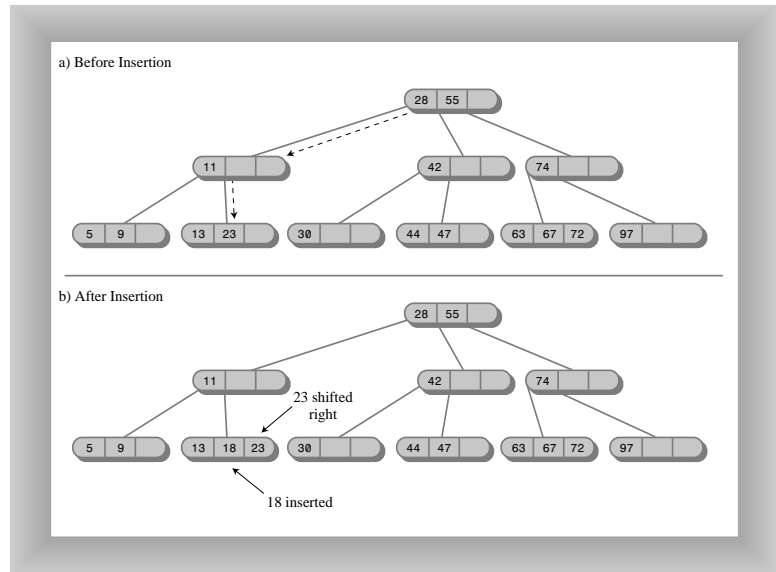 a) Before Insertion
28 55
11
42
74
5 9
13 23
30
44 47
63 67 72
97
b) After Insertion
28 55
11
42
74
23 shifted
right
5 9
13 18 23
30
44 47
63 67 72
97
18 inserted